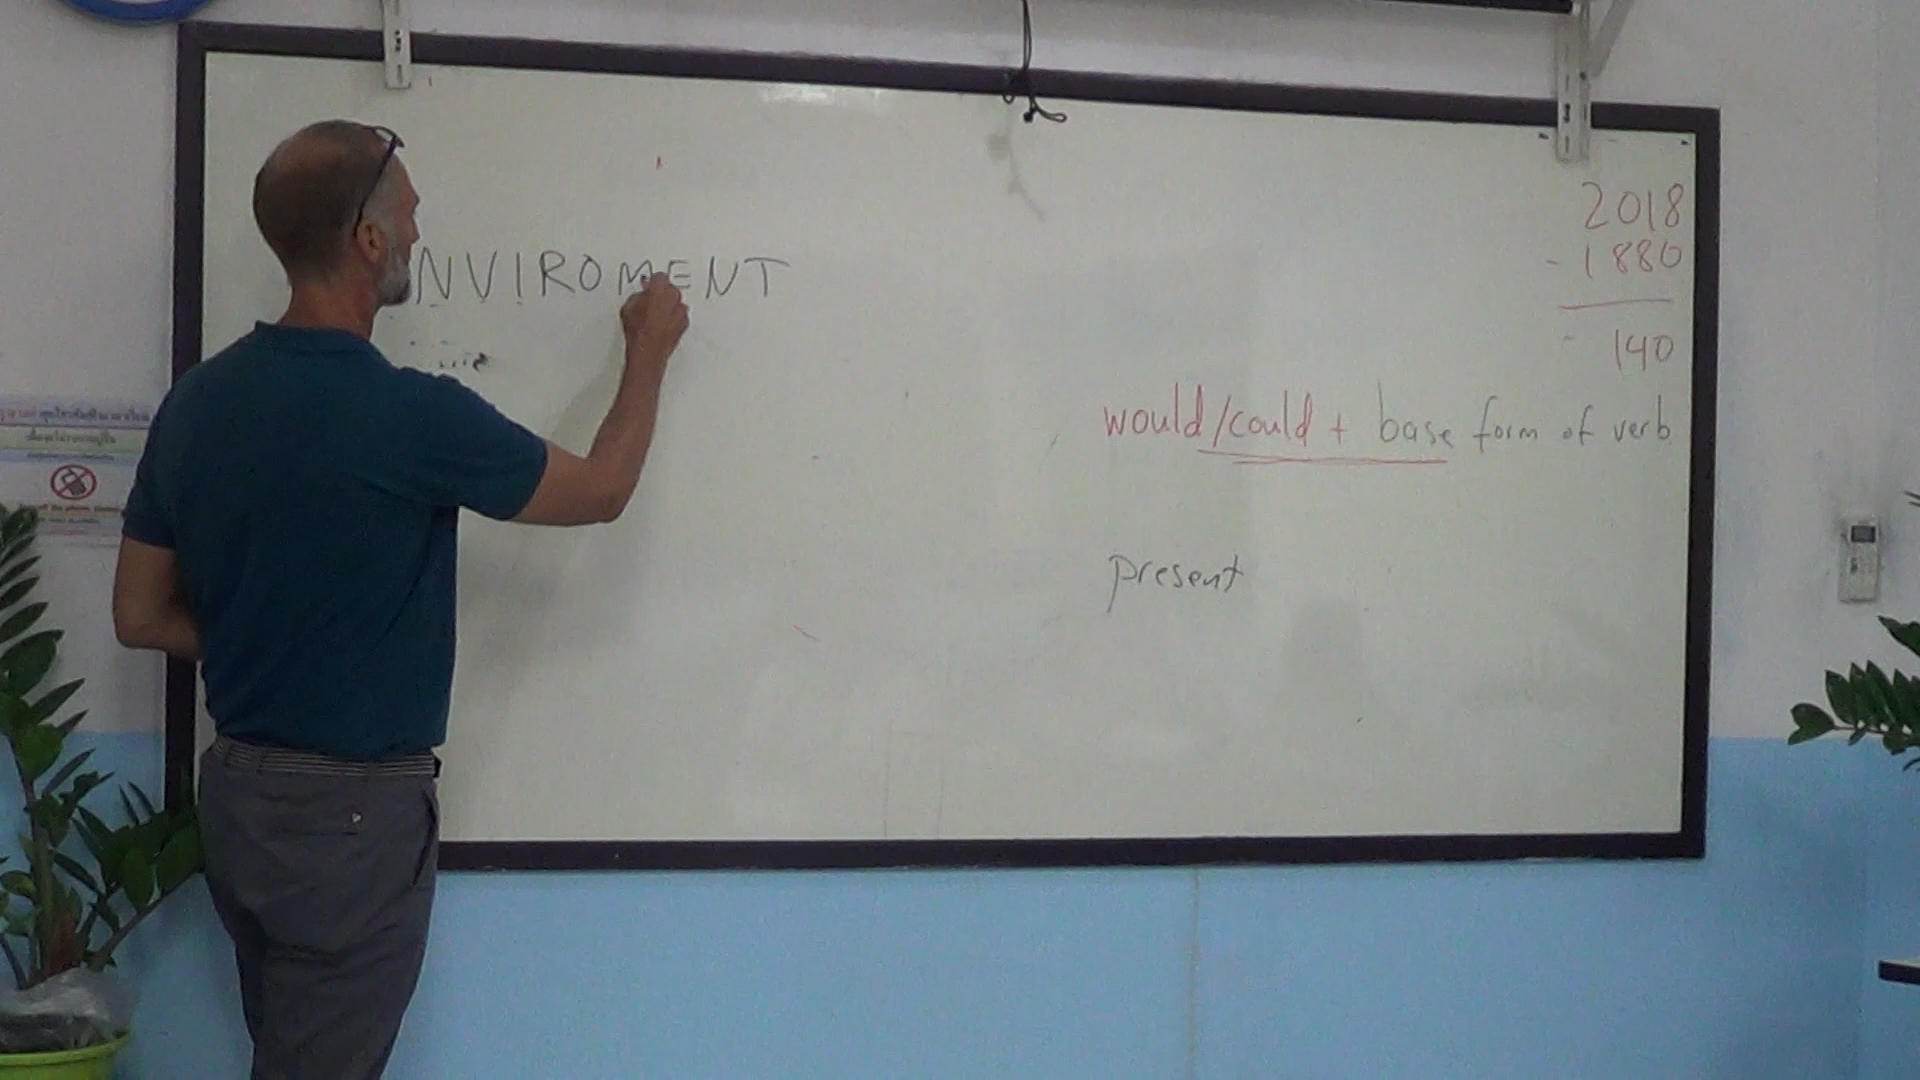 NVIROMENT
2018
- 1880
140
would/could + base form of verb
present